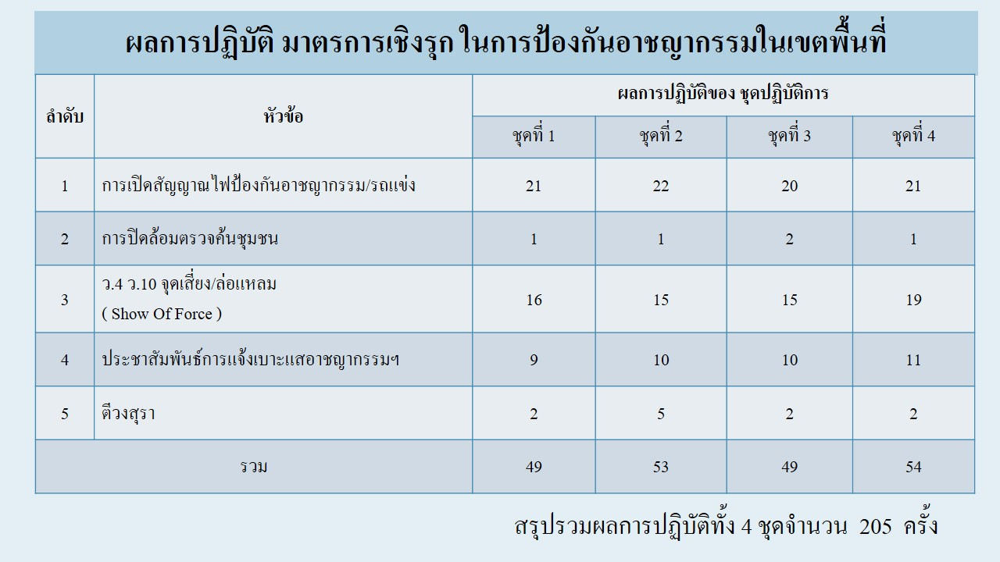 ผลการปฏิบัติ มาตรการเชิงรุก ในการป้องกันอาชญากรรมในเขตพื้นที่
ลำดับ หัวข้อ ผลการปฏิบัติของ ชุดปฏิบัติการ
ชุดที่ 1 ชุดที่ 2 ชุดที่ 3 ชุดที่ 4
1 การเปิดสัญญาณไฟป้องกันอาชญากรรม/รถแข่ง 21 22 20 21
2 การปิดล้อมตรวจค้นชุมชน 1 1 2 1
3 ว.4 ว.10 จุดเสี่ยง/ล่อแหลม 16 15 15 19
( Show Of Force )
4 ประชาสัมพันธ์การแจ้งเบาะแสอาชญากรรมฯ 9 10 10 11
5 ตีวงสุรา 2 5 2 2
รวม 49 53 49 54
สรุปรวมผลการปฏิบัติทั้ง 4 ชุดจำนวน 205 ครั้ง